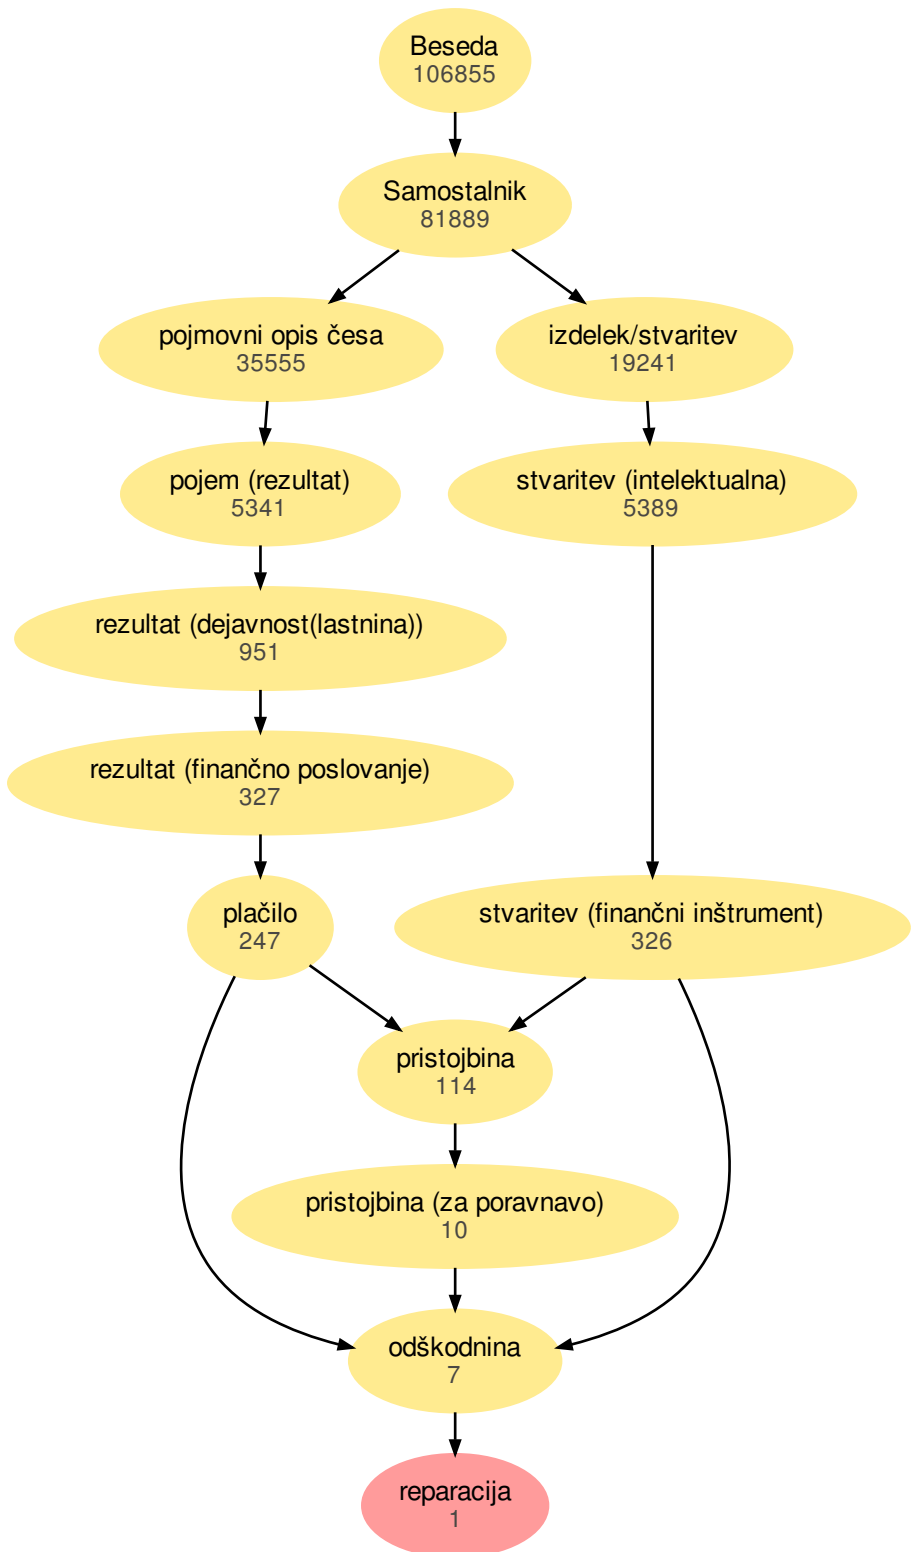 Beseda
106855
Samostalnik
81889
pojmovni opis česa
35555
izdelek/stvaritev
19241
pojem (rezultat)
5341
stvaritev (intelektualna)
5389
rezultat (dejavnost(lastnina))
951
rezultat (finančno poslovanje)
327
plačilo
247
stvaritev (finančni inštrument)
326
pristojbina
114
pristojbina (za poravnavo)
10
odškodnina
7
reparacija
1